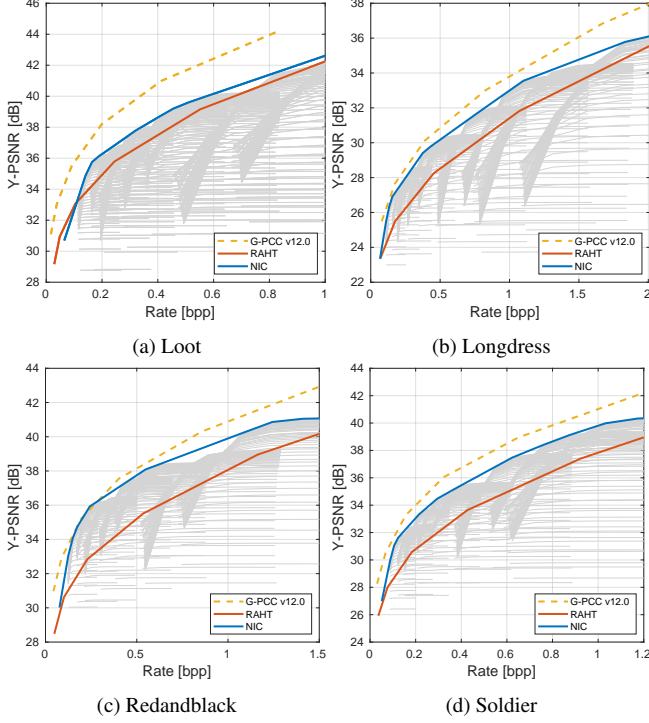 46
44
42
40
38
36
34
32
30
28
Y-PSNR [dB]
0
0.2
0.4
0.6
0.8
1
Rate [bpp]
G-PCC v12.0
RAHT
NIC
(a) Loot
38
36
34
32
30
28
26
24
22
Y-PSNR [dB]
0
0.5
1
1.5
2
Rate [bpp]
G-PCC v12.0
RAHT
NIC
(b) Longdress
44
42
40
38
36
34
32
30
28
Y-PSNR [dB]
0
0.5
1
1.5
Rate [bpp]
G-PCC v12.0
RAHT
NIC
(c) Redandblack
44
42
40
38
36
34
32
30
28
26
24
Y-PSNR [dB]
0
0.2
0.4
0.6
0.8
1
1.2
Rate [bpp]
G-PCC v12.0
RAHT
NIC
(d) Soldier